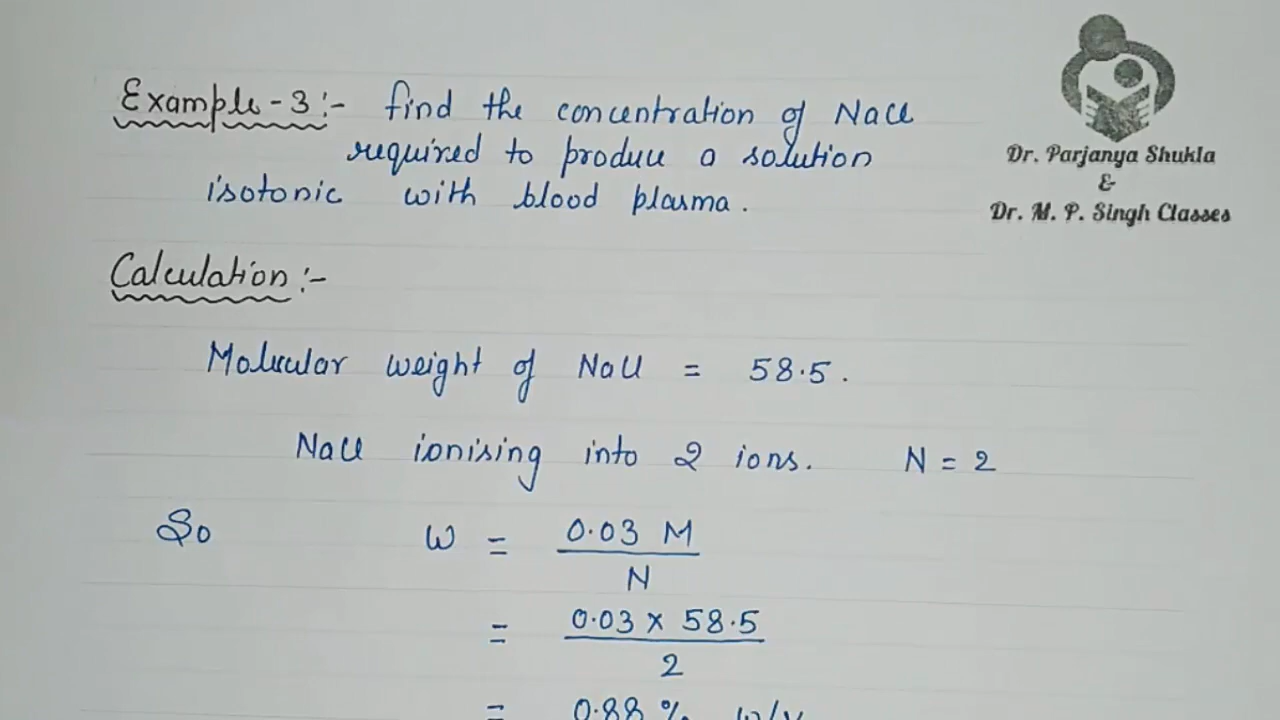 Example-3:- find the concentration of NaCl
required to produce a solution
isotonic with blood plasma.
Dr. Parjanya Shukla
&
Dr. M. P. Singh Classes
Calculation:-
Molecular weight of NaCl = 58.5.
NaCl ionising into 2 ions. N = 2
So W = 0.03 M
N
= 0.03 x 58.5
2
= 0.88 % w/v